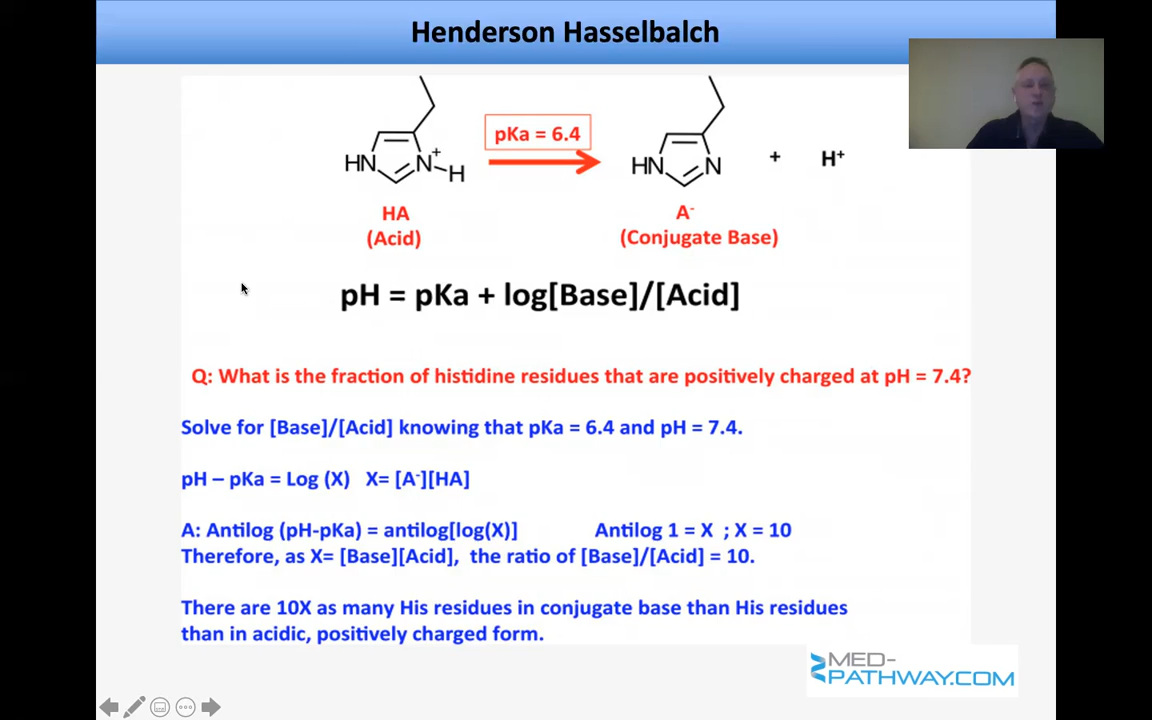 Henderson Hasselbalch
pKa = 6.4
HN
N
+
H
HN
N
+
H⁺
HA
(Acid)
A⁻
(Conjugate Base)
pH = pKa + log[Base]/[Acid]
Q: What is the fraction of histidine residues that are positively charged at pH = 7.4?
Solve for [Base]/[Acid] knowing that pKa = 6.4 and pH = 7.4.
pH – pKa = Log (X) X= [A⁻][HA]
A: Antilog (pH-pKa) = antilog[log(X)] Antilog 1 = X ; X = 10
Therefore, as X= [Base][Acid], the ratio of [Base]/[Acid] = 10.
There are 10X as many His residues in conjugate base than His residues
than in acidic, positively charged form.
MED-
PATHWAY.COM